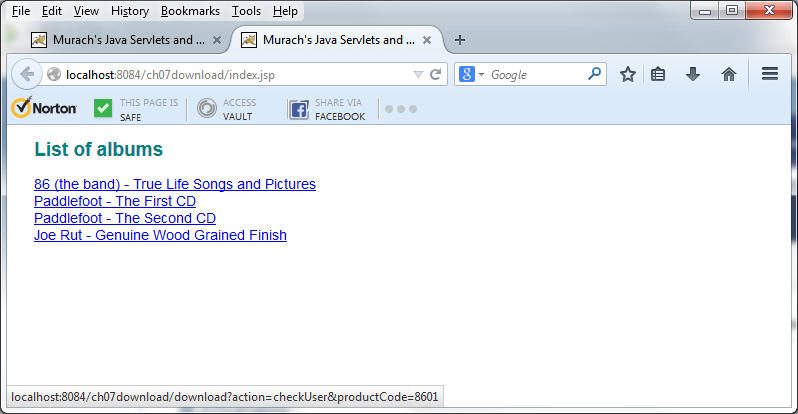 File Edit View History Bookmarks Tools Help
Murach's Java Servlets and ... Murach's Java Servlets and ...
localhost:8084/ch07download/index.jsp Google
Norton THIS PAGE IS SAFE ACCESS VAULT SHARE VIA FACEBOOK
List of albums
86 (the band) - True Life Songs and Pictures
Paddlefoot - The First CD
Paddlefoot - The Second CD
Joe Rut - Genuine Wood Grained Finish
localhost:8084/ch07download/download?action=checkUser&productCode=8601